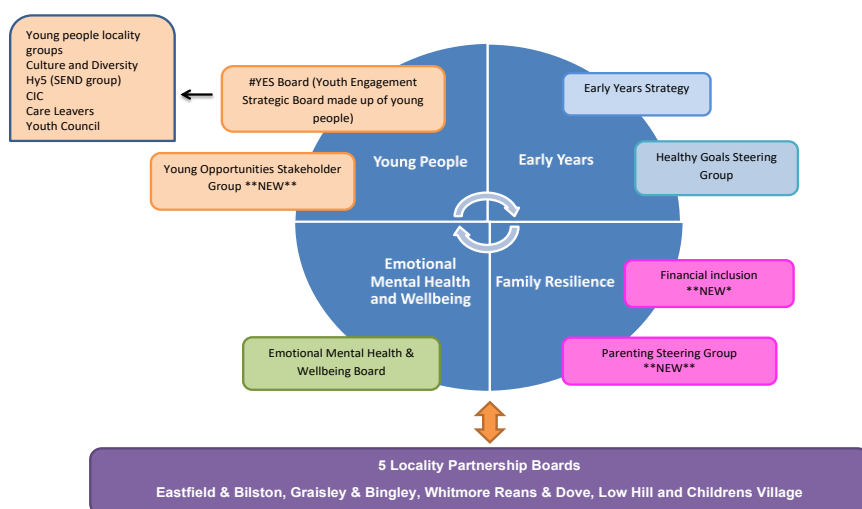 Young people locality
groups
Culture and Diversity
Hy5 (SEND group)
CIC
Care Leavers
Youth Council
#YES Board (Youth Engagement
Strategic Board made up of young
people)
Early Years Strategy
Young People
Early Years
Healthy Goals Steering
Group
Young Opportunities Stakeholder
Group **NEW**
Emotional
Mental Health
and Wellbeing
Family Resilience
Financial inclusion
**NEW*
Emotional Mental Health &
Wellbeing Board
Parenting Steering Group
**NEW**
5 Locality Partnership Boards
Eastfield & Bilston, Graisley & Bingley, Whitmore Reans & Dove, Low Hill and Childrens Village